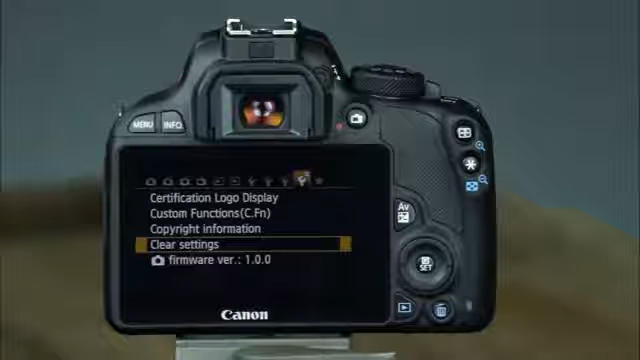 MENU INFO
Certification Logo Display
Custom Functions(C.Fn)
Copyright information
Clear settings
firmware ver.: 1.0.0
Av
SET
Canon